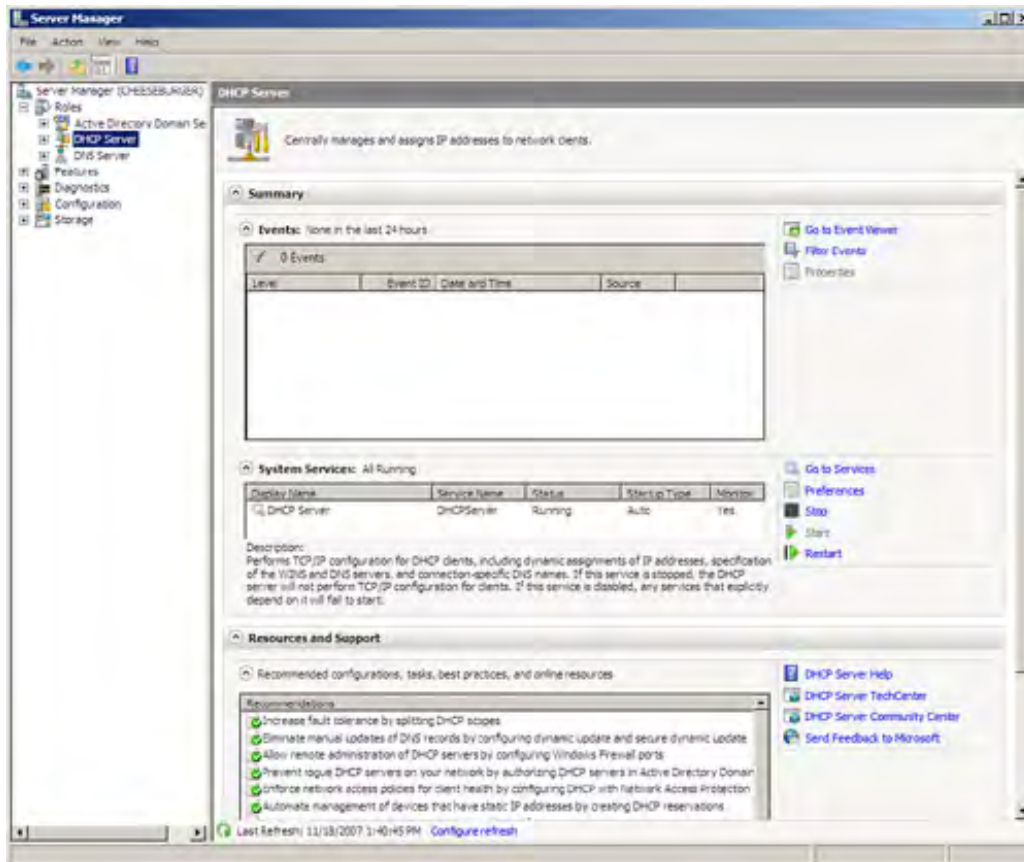 Server Manager
File Action View Help
Server Manager (CHEESEBURGER)
Roles
Active Directory Domain Se
DHCP Server
DNS Server
Features
Diagnostics
Configuration
Storage
DHCP Server
Centrally manages and assigns IP addresses to network clients.
Summary
Events: None in the last 24 hours
0 Events
Level Event ID Date and Time Source
Go to Event Viewer
Filter Events
Properties
System Services: All Running
Display Name Service Name Status Startup Type Monitor
DHCP Server DHCPServer Running Auto Yes
Description:
Performs TCP/IP configuration for DHCP clients, including dynamic assignments of IP addresses, specification
of the WINS and DNS servers, and connection-specific DNS names. If this service is stopped, the DHCP
server will not perform TCP/IP configuration for clients. If this service is disabled, any services that explicitly
depend on it will fail to start.
Go to Services
Preferences
Stop
Start
Restart
Resources and Support
Recommended configurations, tasks, best practices, and online resources
Recommendations
Increase fault tolerance by splitting DHCP scopes
Eliminate manual updates of DNS records by configuring dynamic update and secure dynamic update
Allow remote administration of DHCP servers by configuring Windows Firewall ports
Prevent rogue DHCP servers on your network by authorizing DHCP servers in Active Directory Domain
Enforce network access policies for client health by configuring DHCP with Network Access Protection
Automate management of devices that have static IP addresses by creating DHCP reservations
DHCP Server Help
DHCP Server TechCenter
DHCP Server Community Center
Send Feedback to Microsoft
Last Refresh: 11/18/2007 1:40:45 PM Configure refresh